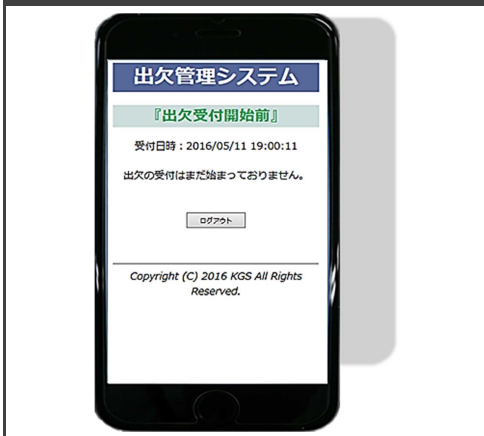 出欠管理システム
『出欠受付開始前』
受付日時：2016/05/11 19:00:11
出欠の受付はまだ始まっておりません。
ログアウト
Copyright (C) 2016 KGS All Rights
Reserved.